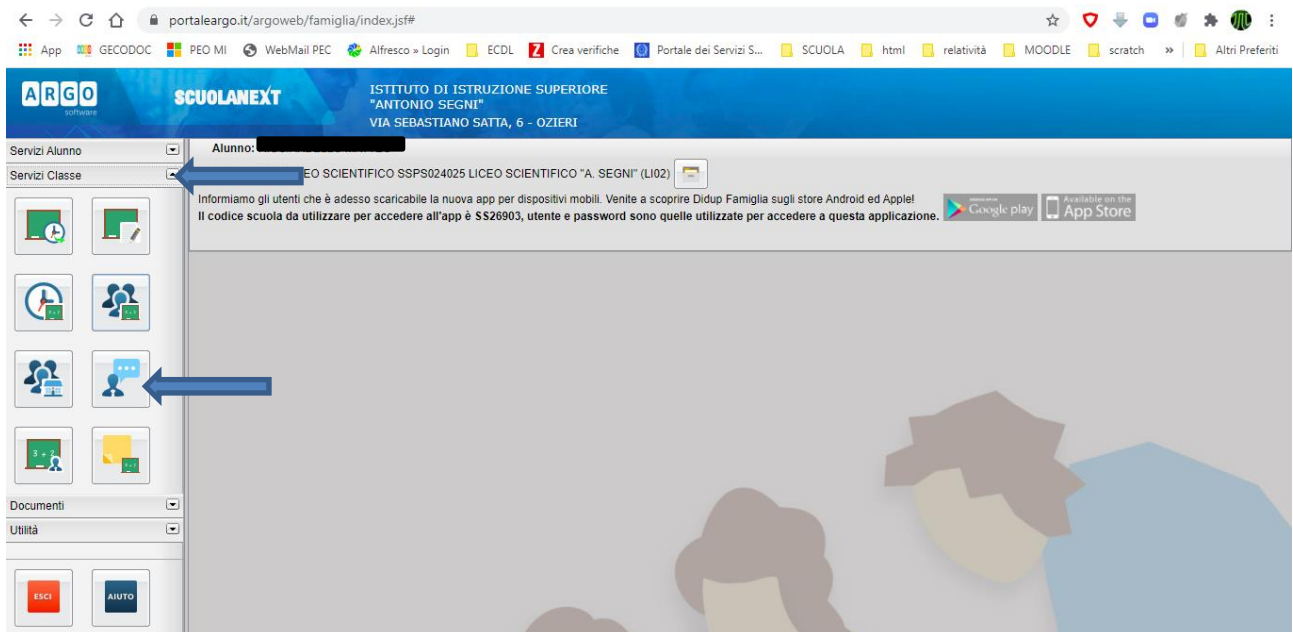 portaleargo.it/argoweb/famiglia/index.jsf#
App GECODOC PEO MI WebMail PEC Alfresco » Login ECDL Crea verifiche Portale dei Servizi S... SCUOLA html relatività MOODLE scratch » Altri Preferiti
ARGO
software
SCUOLANEXT
ISTITUTO DI ISTRUZIONE SUPERIORE
"ANTONIO SEGNI"
VIA SEBASTIANO SATTA, 6 - OZIERI
Servizi Alunno
Alunno:
Servizi Classe
EO SCIENTIFICO SSPS024025 LICEO SCIENTIFICO "A. SEGNI" (LI02)
Informiamo gli utenti che è adesso scaricabile la nuova app per dispositivi mobili. Venite a scoprire Didup Famiglia sugli store Android ed Apple!
Il codice scuola da utilizzare per accedere all'app è SS26903, utente e password sono quelle utilizzate per accedere a questa applicazione.
Google play
Available on the
App Store
3 + 2
Documenti
Utilità
ESCI
AIUTO